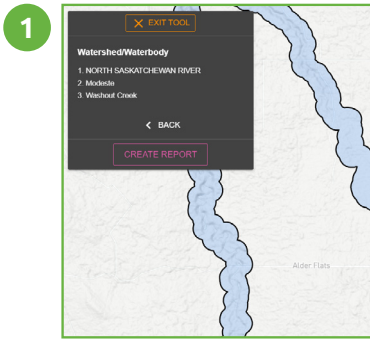 1
EXIT TOOL
Watershed/Waterbody
1. NORTH SASKATCHEWAN RIVER
2. Modeste
3. Washout Creek
BACK
CREATE REPORT
Alder Flats